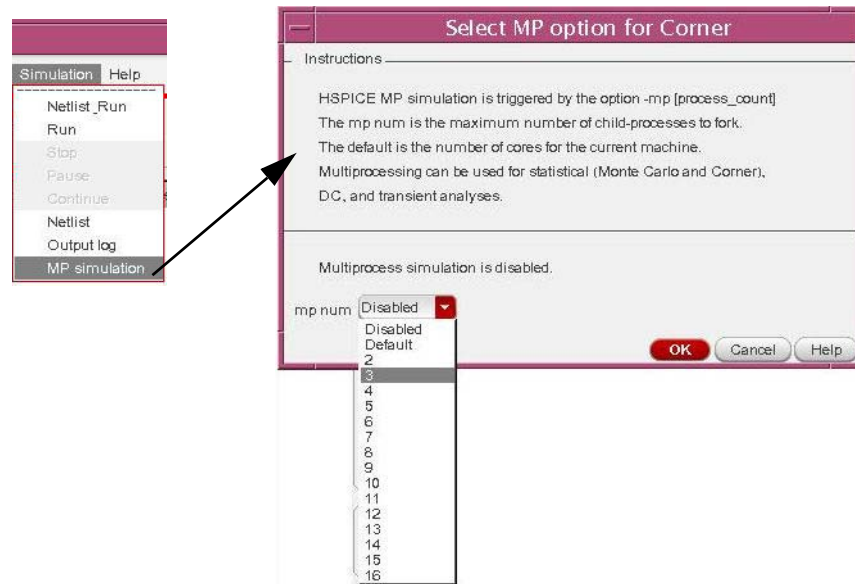 Simulation Help
Netlist_Run
Run
Stop
Pause
Continue
Netlist
Output log
MP simulation
Select MP option for Corner
Instructions
HSPICE MP simulation is triggered by the option -mp [process_count]
The mp num is the maximum number of child-processes to fork.
The default is the number of cores for the current machine.
Multiprocessing can be used for statistical (Monte Carlo and Corner),
DC, and transient analyses.
Multiprocess simulation is disabled.
mp num Disabled
Disabled
Default
2
3
4
5
6
7
8
9
10
11
12
13
14
15
16
OK Cancel Help